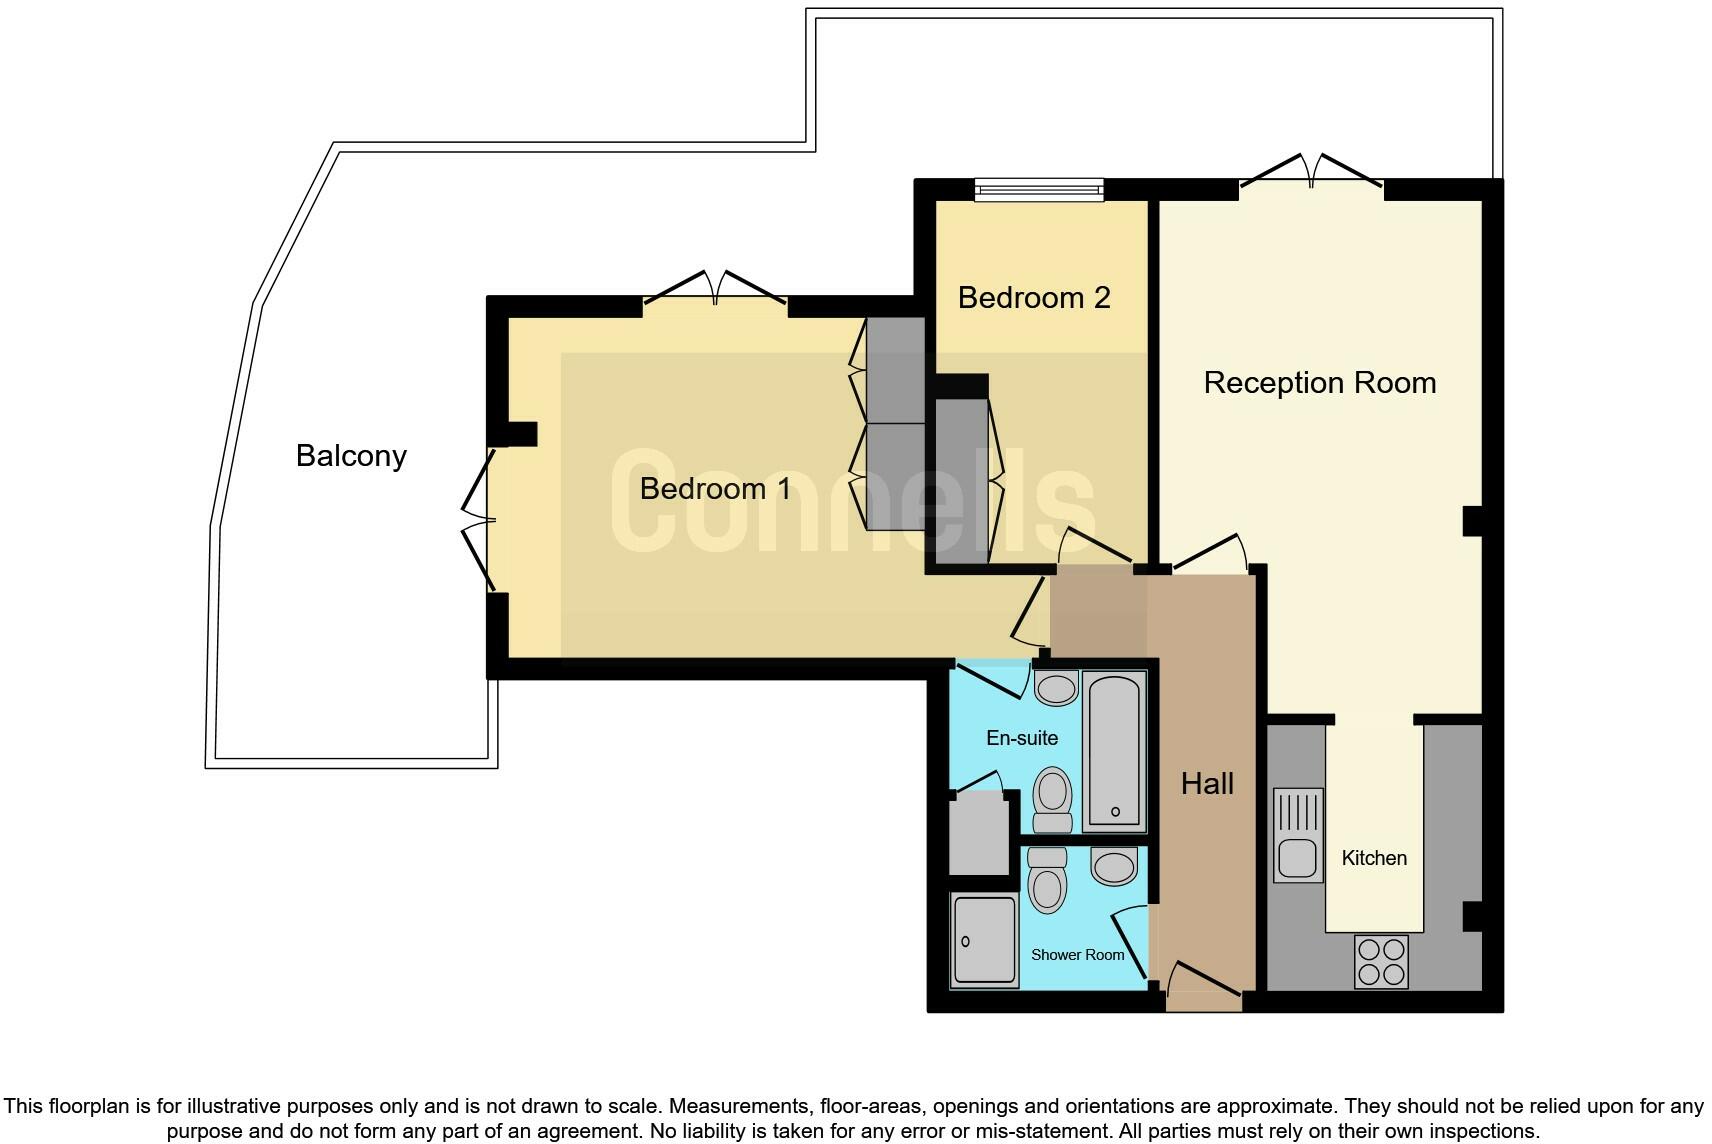 Bedroom 2
Reception Room
Balcony
Bedroom 1
Connells
En-suite
Hall
Kitchen
Shower Room
This floorplan is for illustrative purposes only and is not drawn to scale. Measurements, floor-areas, openings and orientations are approximate. They should not be relied upon for any
purpose and do not form any part of an agreement. No liability is taken for any error or mis-statement. All parties must rely on their own inspections.